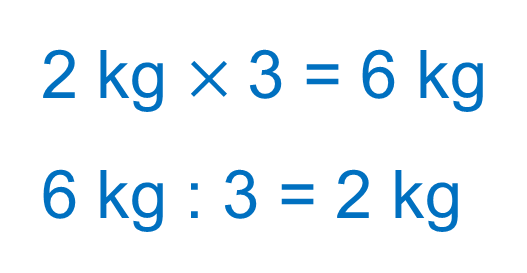 2 kg × 3 = 6 kg
6 kg : 3 = 2 kg